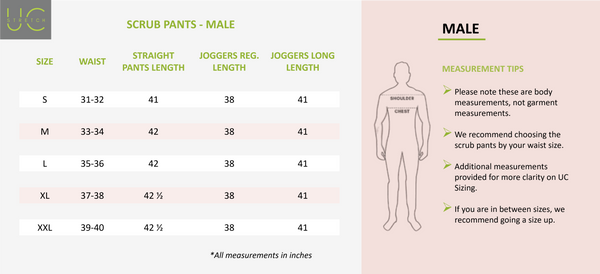 UC
STRETCH
SCRUB PANTS - MALE
SIZE WAIST STRAIGHT PANTS LENGTH JOGGERS REG. LENGTH JOGGERS LONG LENGTH
S 31-32 41 38 41
M 33-34 42 38 41
L 35-36 42 38 41
XL 37-38 42 ½ 38 41
XXL 39-40 42 ½ 38 41
*All measurements in inches
SHOULDER
CHEST
MALE
MEASUREMENT TIPS
Please note these are body
measurements, not garment
measurements.
We recommend choosing the
scrub pants by your waist size.
Additional measurements
provided for more clarity on UC
Sizing.
If you are in between sizes, we
recommend going a size up.